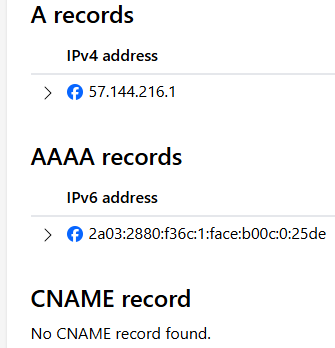 A records
IPv4 address
57.144.216.1
AAAA records
IPv6 address
2a03:2880:f36c:1:face:b00c:0:25de
CNAME record
No CNAME record found.